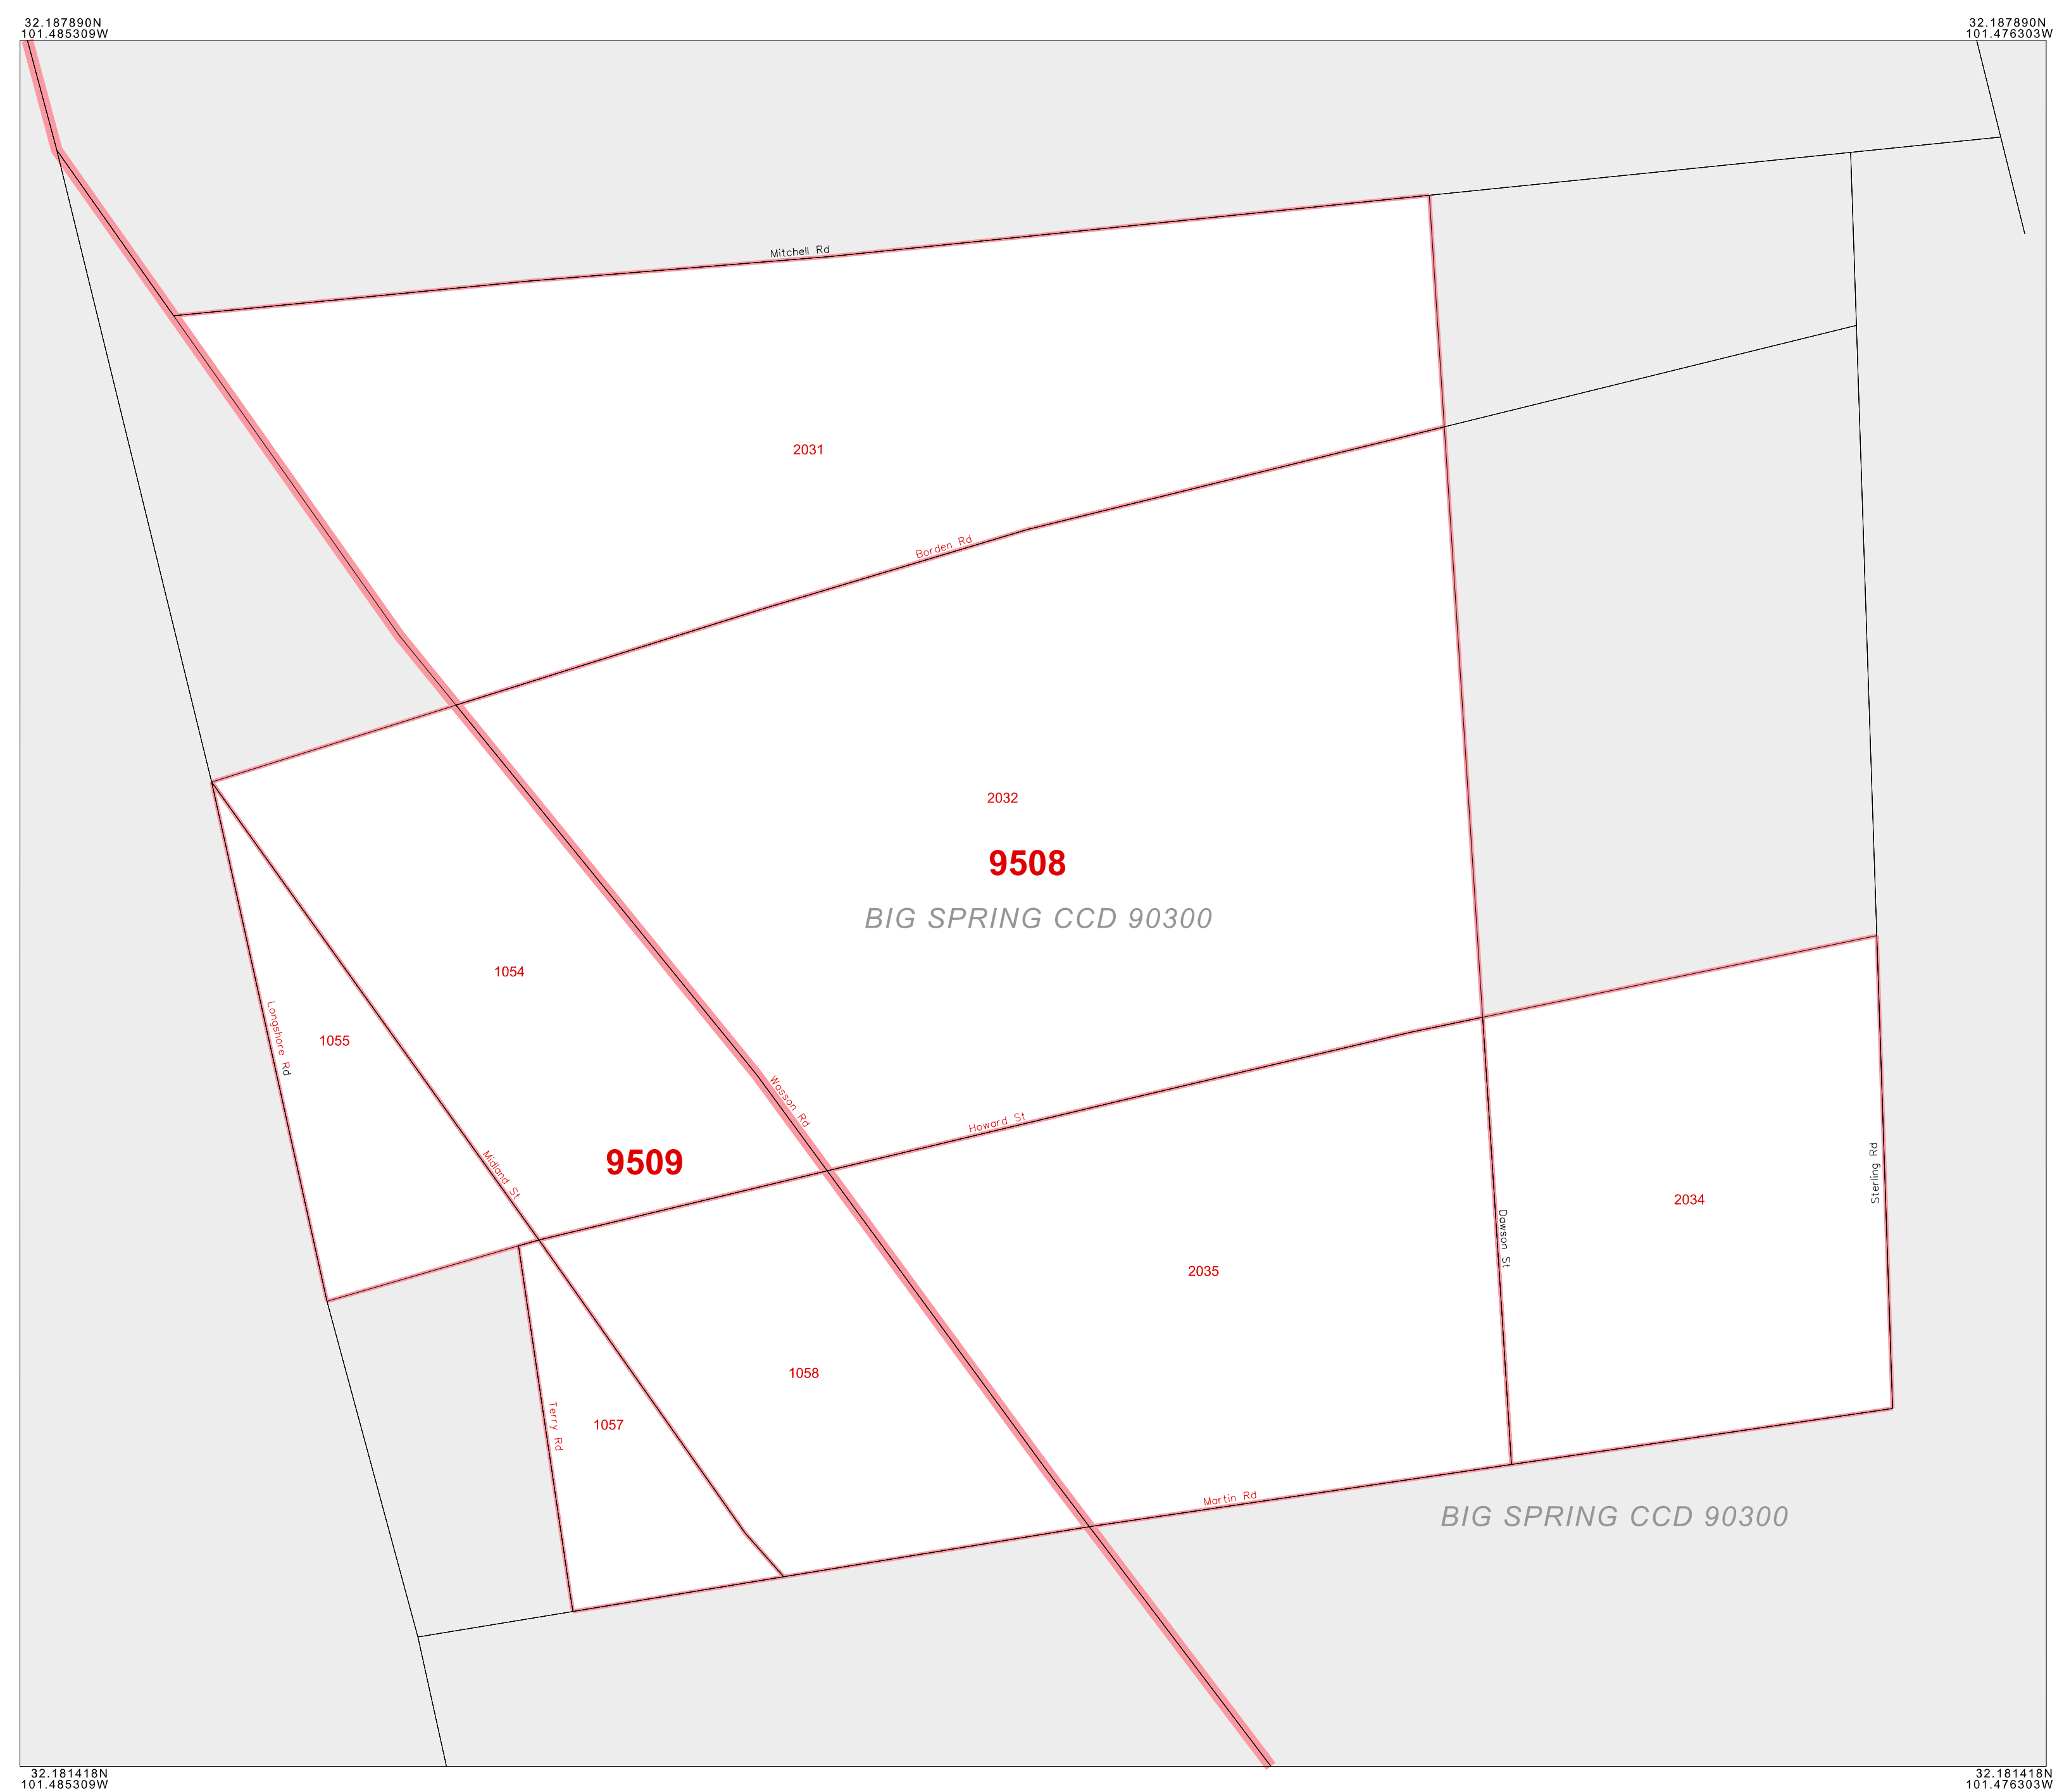 32.187890N
101.485309W
32.187890N
101.476303W
Mitchell Rd
2031
Borden Rd
2032
9508
BIG SPRING CCD 90300
1054
Longshore Rd
1055
Wasson Rd
Howard St
Midland St
9509
Sterling Rd
2034
Dawson St
2035
1058
Terry Rd
1057
Martin Rd
BIG SPRING CCD 90300
32.181418N
101.485309W
32.181418N
101.476303W